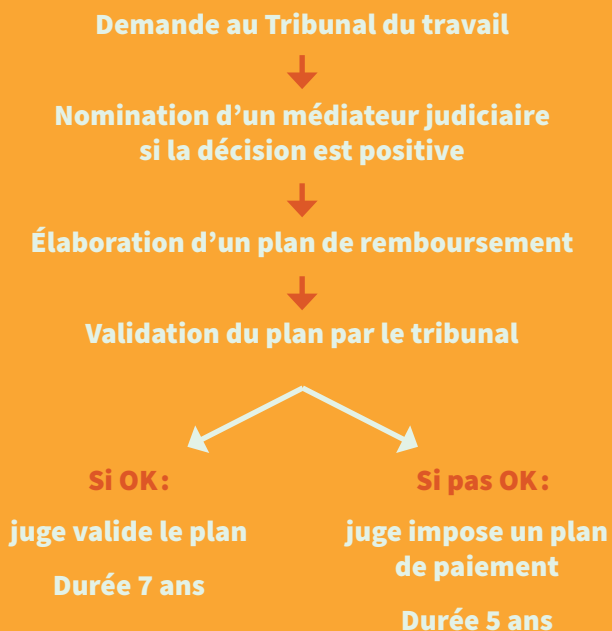 Demande au Tribunal du travail
Nomination d’un médiateur judiciaire
si la décision est positive
Élaboration d’un plan de remboursement
Validation du plan par le tribunal
Si OK :
juge valide le plan
Durée 7 ans
Si pas OK :
juge impose un plan
de paiement
Durée 5 ans